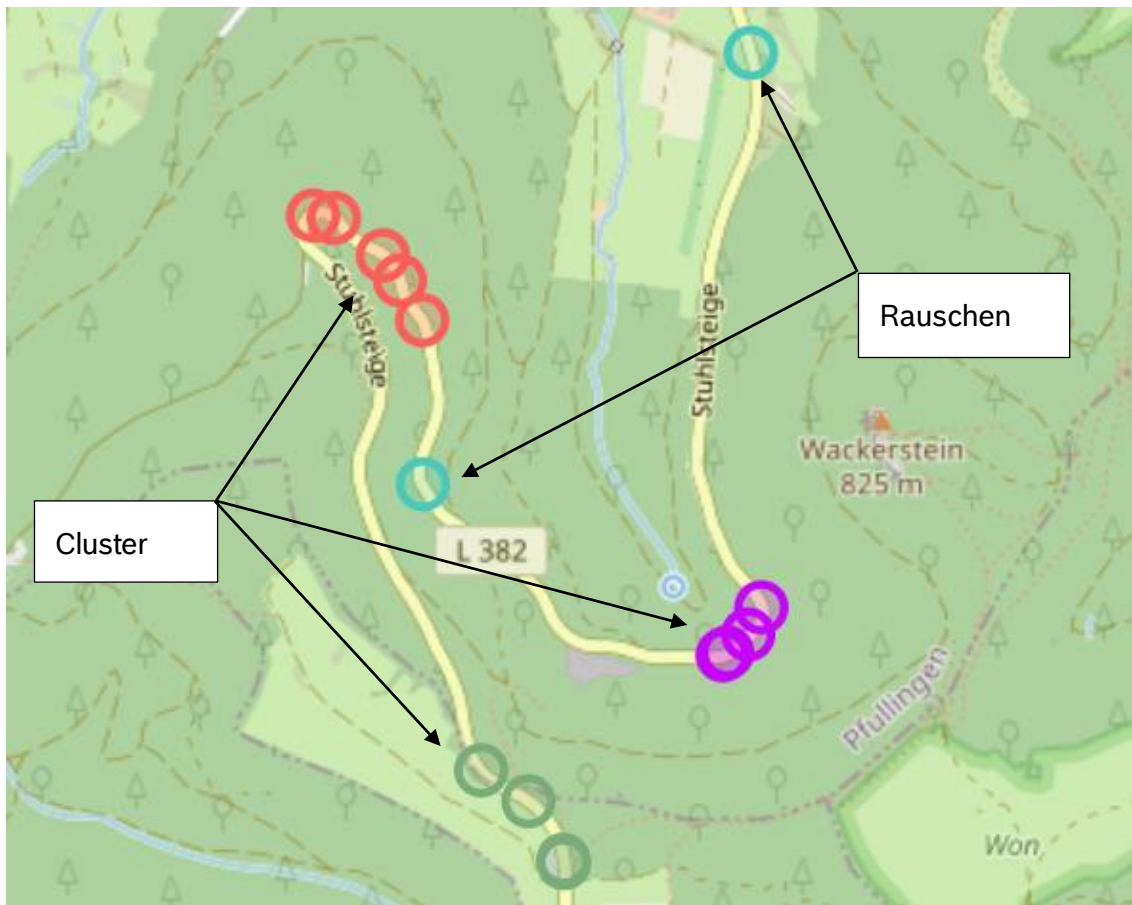 Stuhlsteige
Stuhlsteige
Rauschen
Wackerstein
825 m
Cluster
L 382
Pfullingen
Won